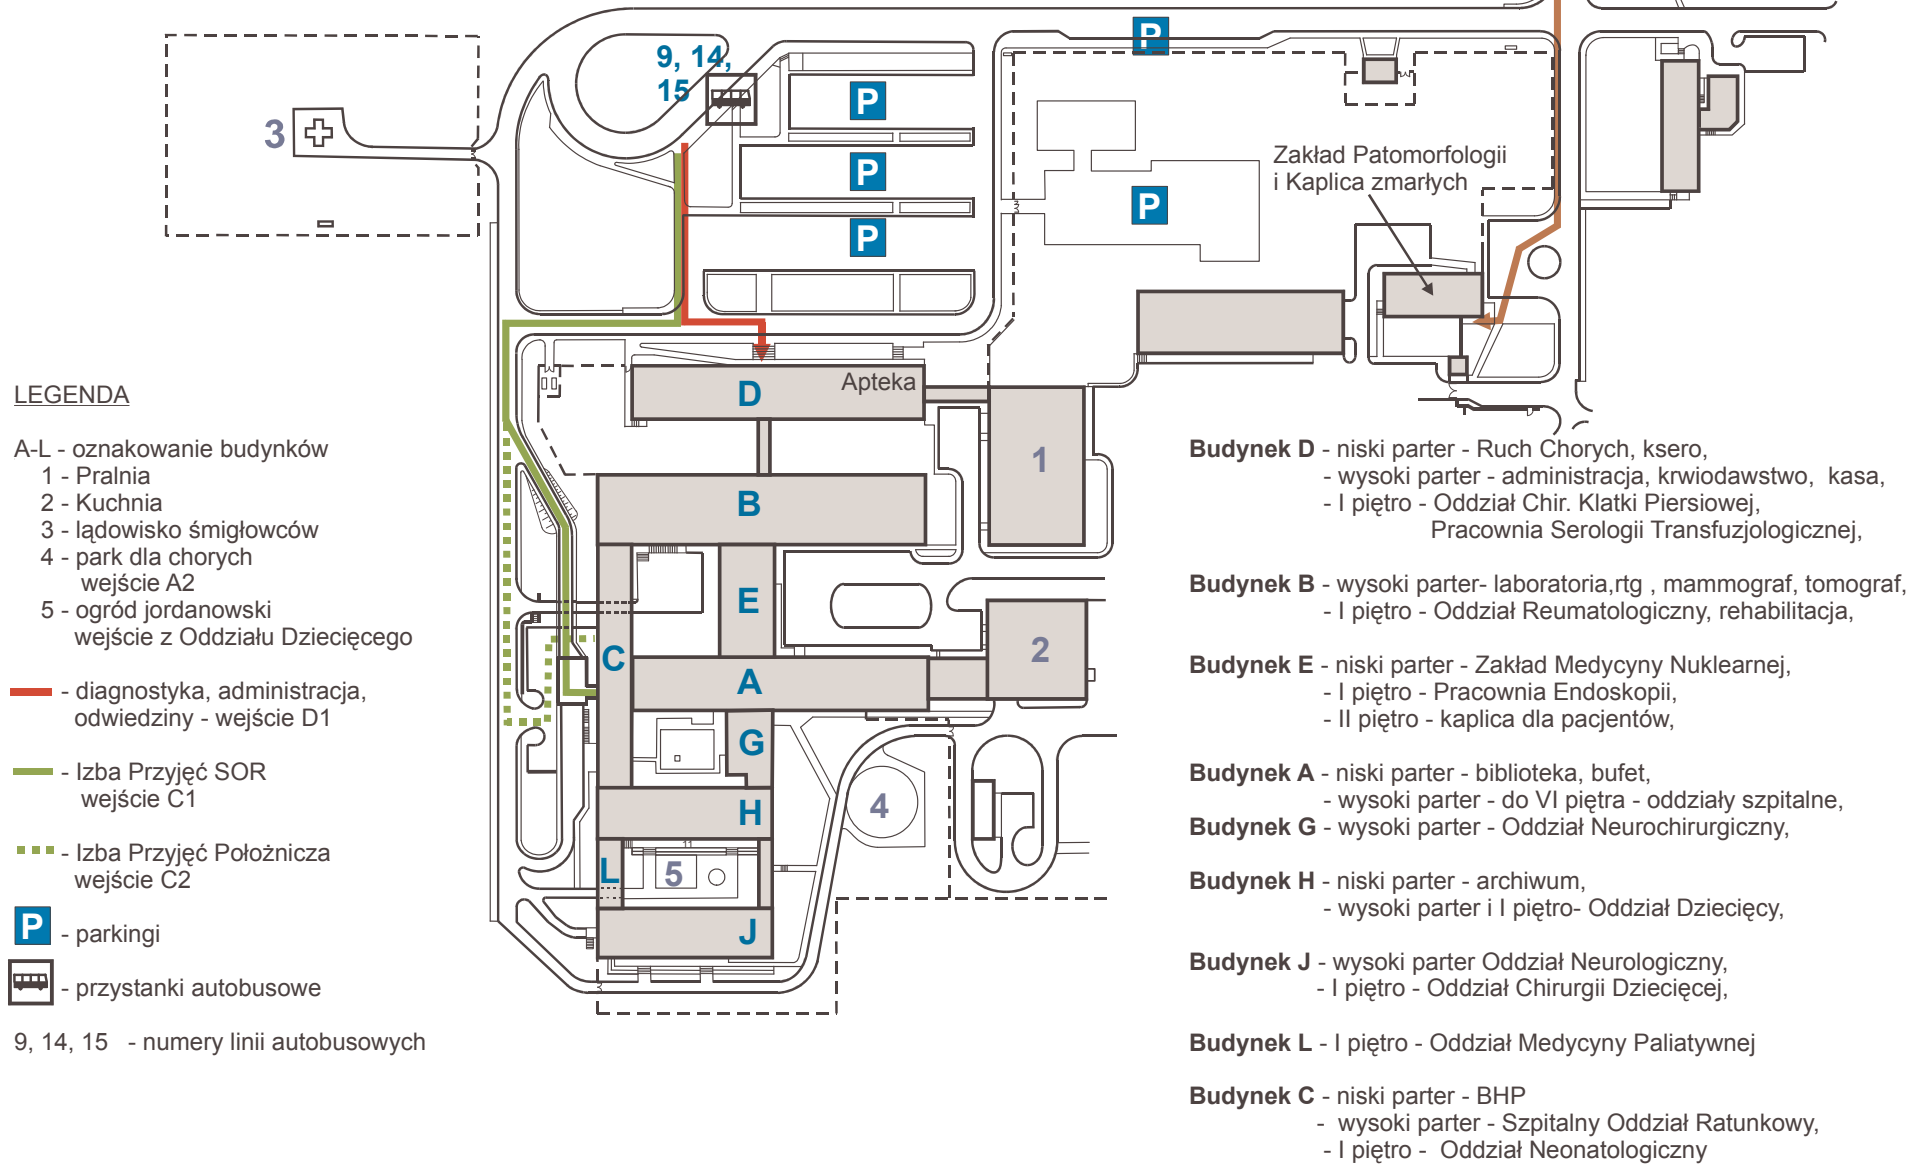 P
9, 14,
15
P
3
Zakład Patomorfologii
i Kaplica zmarłych
P
P
P
D
Apteka
1
B
E
C
A
2
G
H
4
L
5
J
LEGENDA
A-L - oznakowanie budynków
1 - Pralnia
2 - Kuchnia
3 - lądowisko śmigłowców
4 - park dla chorych
wejście A2
5 - ogród jordanowski
wejście z Oddziału Dziecięcego
- diagnostyka, administracja,
odwiedziny - wejście D1
- Izba Przyjęć SOR
wejście C1
- Izba Przyjęć Położnicza
wejście C2
P - parkingi
- przystanki autobusowe
9, 14, 15 - numery linii autobusowych
Budynek D - niski parter - Ruch Chorych, ksero,
- wysoki parter - administracja, krwiodawstwo, kasa,
- I piętro - Oddział Chir. Klatki Piersiowej,
Pracownia Serologii Transfuzjologicznej,
Budynek B - wysoki parter- laboratoria,rtg , mammograf, tomograf,
- I piętro - Oddział Reumatologiczny, rehabilitacja,
Budynek E - niski parter - Zakład Medycyny Nuklearnej,
- I piętro - Pracownia Endoskopii,
- II piętro - kaplica dla pacjentów,
Budynek A - niski parter - biblioteka, bufet,
- wysoki parter - do VI piętra - oddziały szpitalne,
Budynek G - wysoki parter - Oddział Neurochirurgiczny,
Budynek H - niski parter - archiwum,
- wysoki parter i I piętro- Oddział Dziecięcy,
Budynek J - wysoki parter Oddział Neurologiczny,
- I piętro - Oddział Chirurgii Dziecięcej,
Budynek L - I piętro - Oddział Medycyny Paliatywnej
Budynek C - niski parter - BHP
- wysoki parter - Szpitalny Oddział Ratunkowy,
- I piętro - Oddział Neonatologiczny